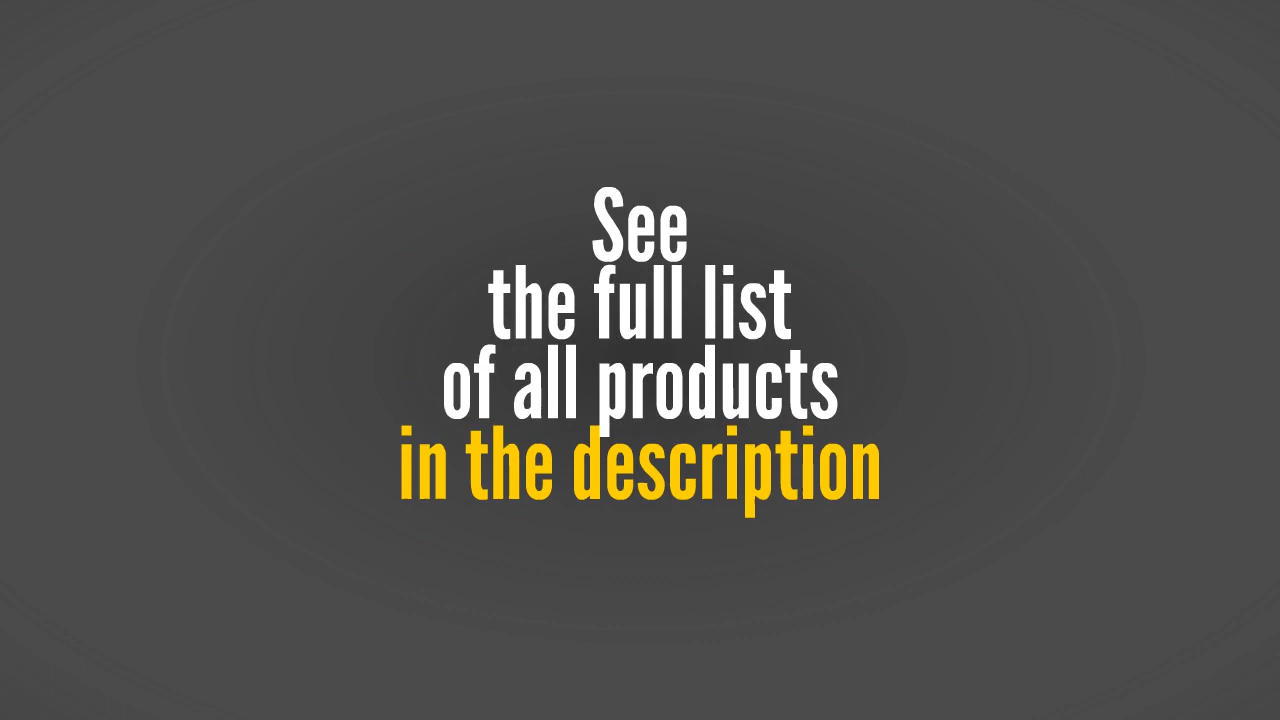 See
the full list
of all products
in the description